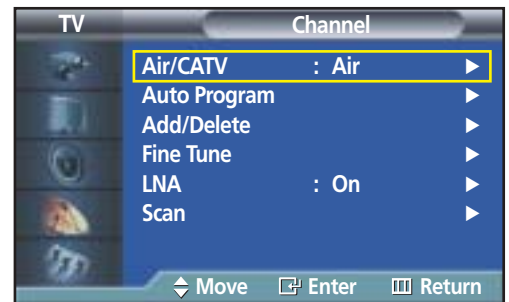 TV Channel
Air/CATV : Air
Auto Program
Add/Delete
Fine Tune
LNA : On
Scan
Move Enter Return